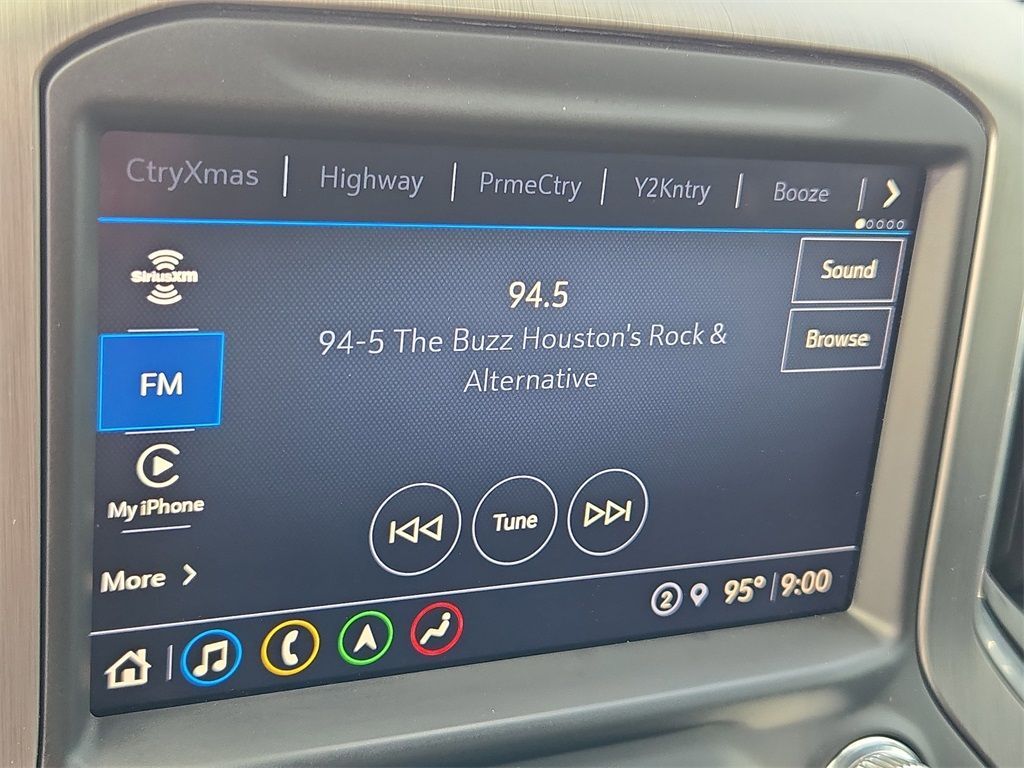 CtryXmas | Highway | PrmeCtry | Y2Kntry | Booze |
SiriusXM
Sound
94.5
94-5 The Buzz Houston's Rock &
Alternative
Browse
FM
My iPhone
Tune
More
2 95° | 9:00